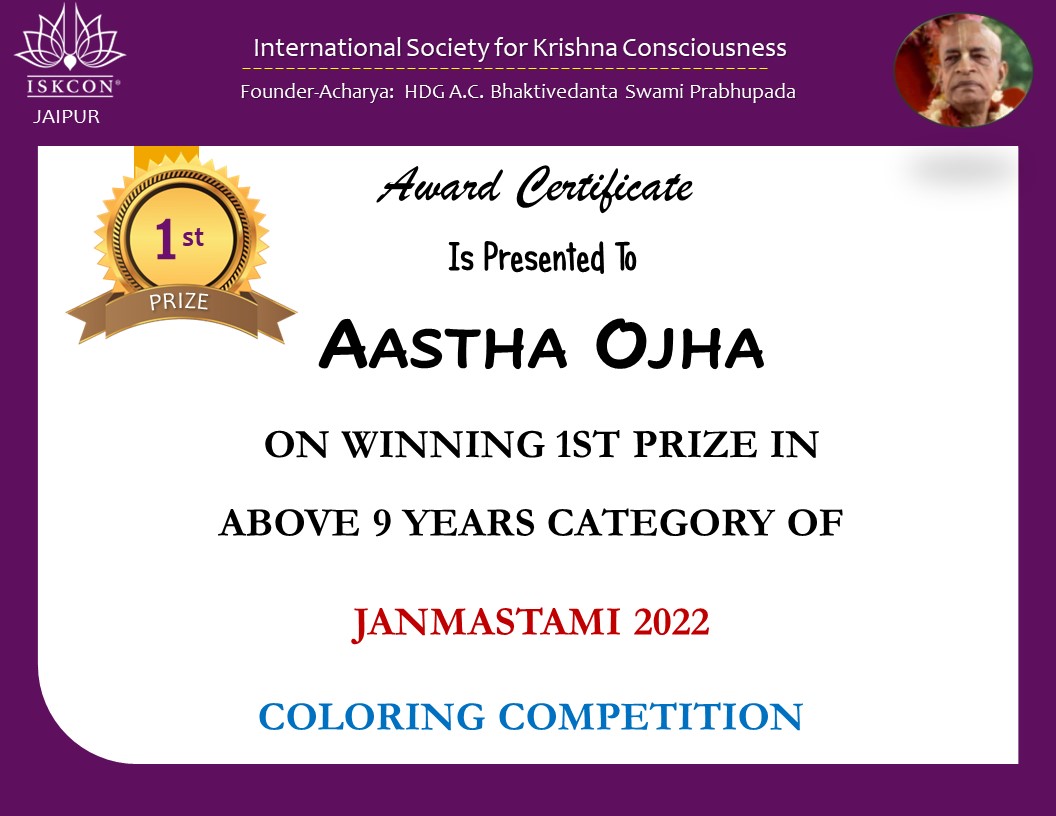 ISKCON®
JAIPUR
International Society for Krishna Consciousness
Founder-Acharya: HDG A.C. Bhaktivedanta Swami Prabhupada
1st
PRIZE
Award Certificate
Is Presented To
AASTHA OJHA
ON WINNING 1ST PRIZE IN
ABOVE 9 YEARS CATEGORY OF
JANMASTAMI 2022
COLORING COMPETITION